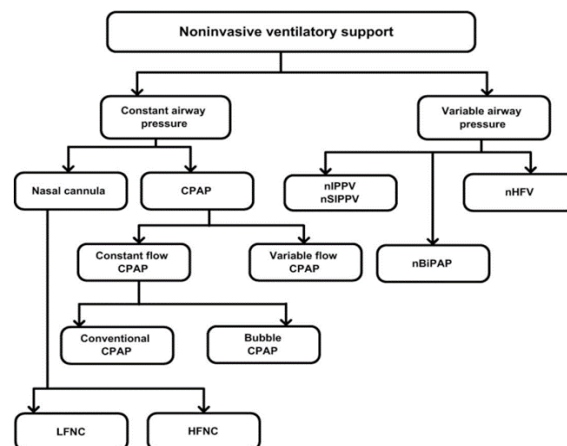 Noninvasive ventilatory support
Constant airway
pressure
Variable airway
pressure
Nasal cannula
CPAP
nIPPV
nSIPPV
nHFV
Constant flow
CPAP
Variable flow
CPAP
nBiPAP
Conventional
CPAP
Bubble
CPAP
LFNC
HFNC